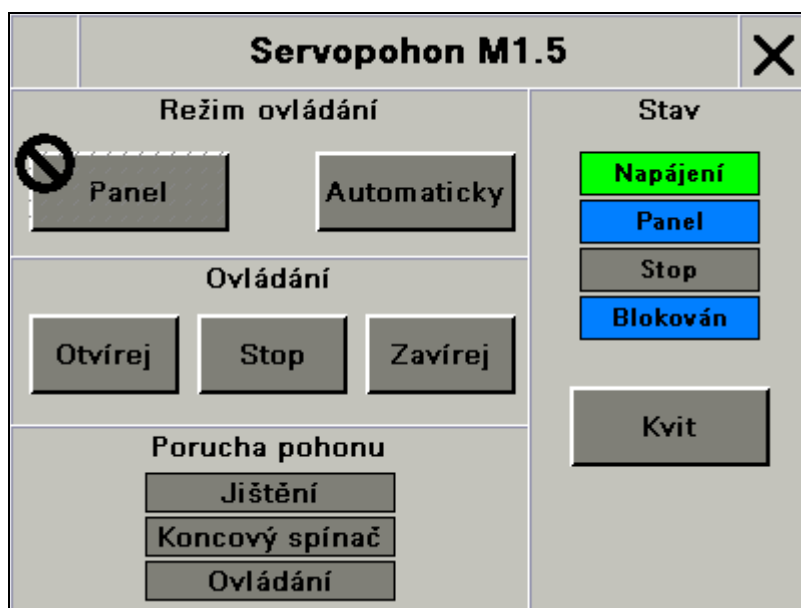 Servopohon M1.5
Režim ovládání
Panel
Automaticky
Ovládání
Otvírej
Stop
Zavírej
Porucha pohonu
Jištění
Koncový spínač
Ovládání
Stav
Napájení
Panel
Stop
Blokován
Kvit